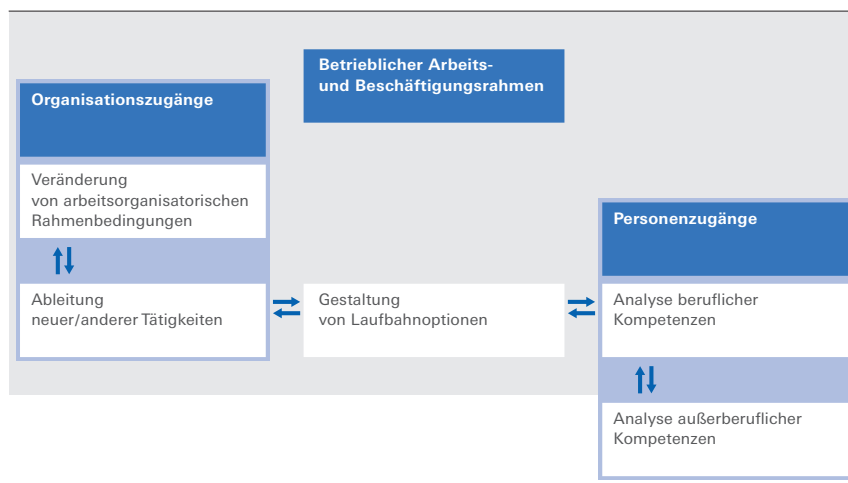 Betrieblicher Arbeits-
und Beschäftigungsrahmen
Organisationszugänge
Veränderung
von arbeitsorganisatorischen
Rahmenbedingungen
Personenzugänge
Ableitung
neuer/anderer Tätigkeiten
Gestaltung
von Laufbahnoptionen
Analyse beruflicher
Kompetenzen
Analyse außerberuflicher
Kompetenzen